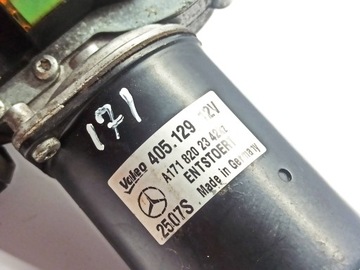 171
Valeo 405.129 12V
A171 820 23 42
ENTSTOERT
2507S Made in Germany